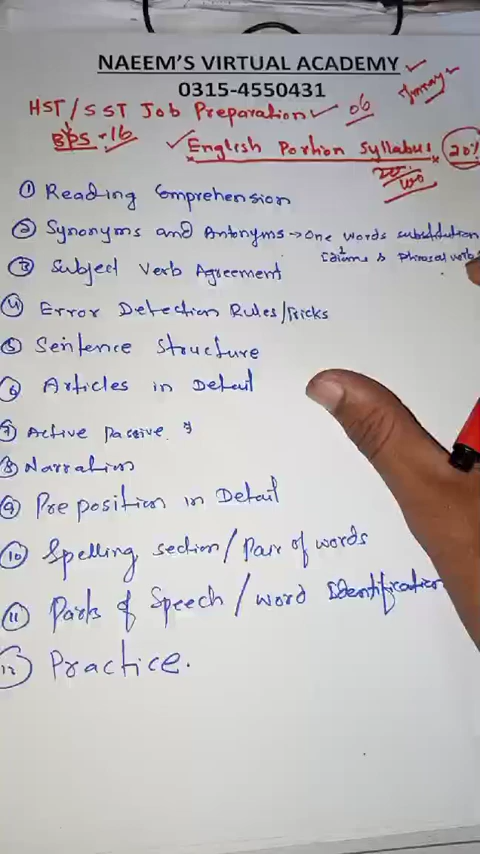 NAEEM'S VIRTUAL ACADEMY
0315-4550431
HST/SST Job Preparation 06
BPS-16
English Portion Syllabus 20%
20
100
① Reading Comprehension
② Synonyms and Antonyms → One words substitution
Idioms & Phrasal verbs
③ Subject Verb Agreement
④ Error Detection Rules/Tricks
⑤ Sentence Structure
⑥ Articles in Detail
⑦ Active Passive
⑧ Narration
⑨ Preposition in Detail
⑩ Spelling section/Pair of words
⑪ Parts of Speech/word Identification
⑫ Practice.